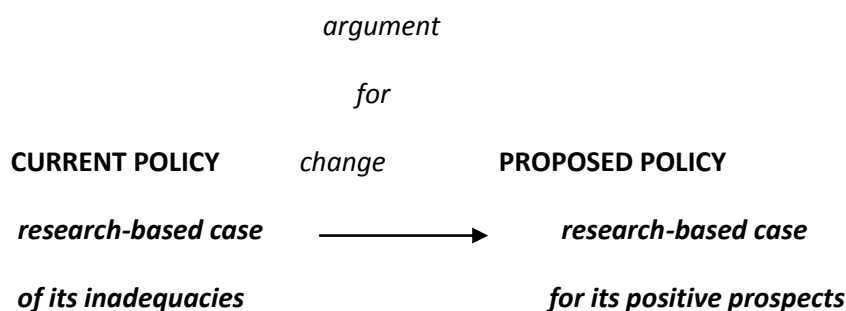 argument
for
CURRENT POLICY change PROPOSED POLICY
research-based case research-based case
of its inadequacies for its positive prospects